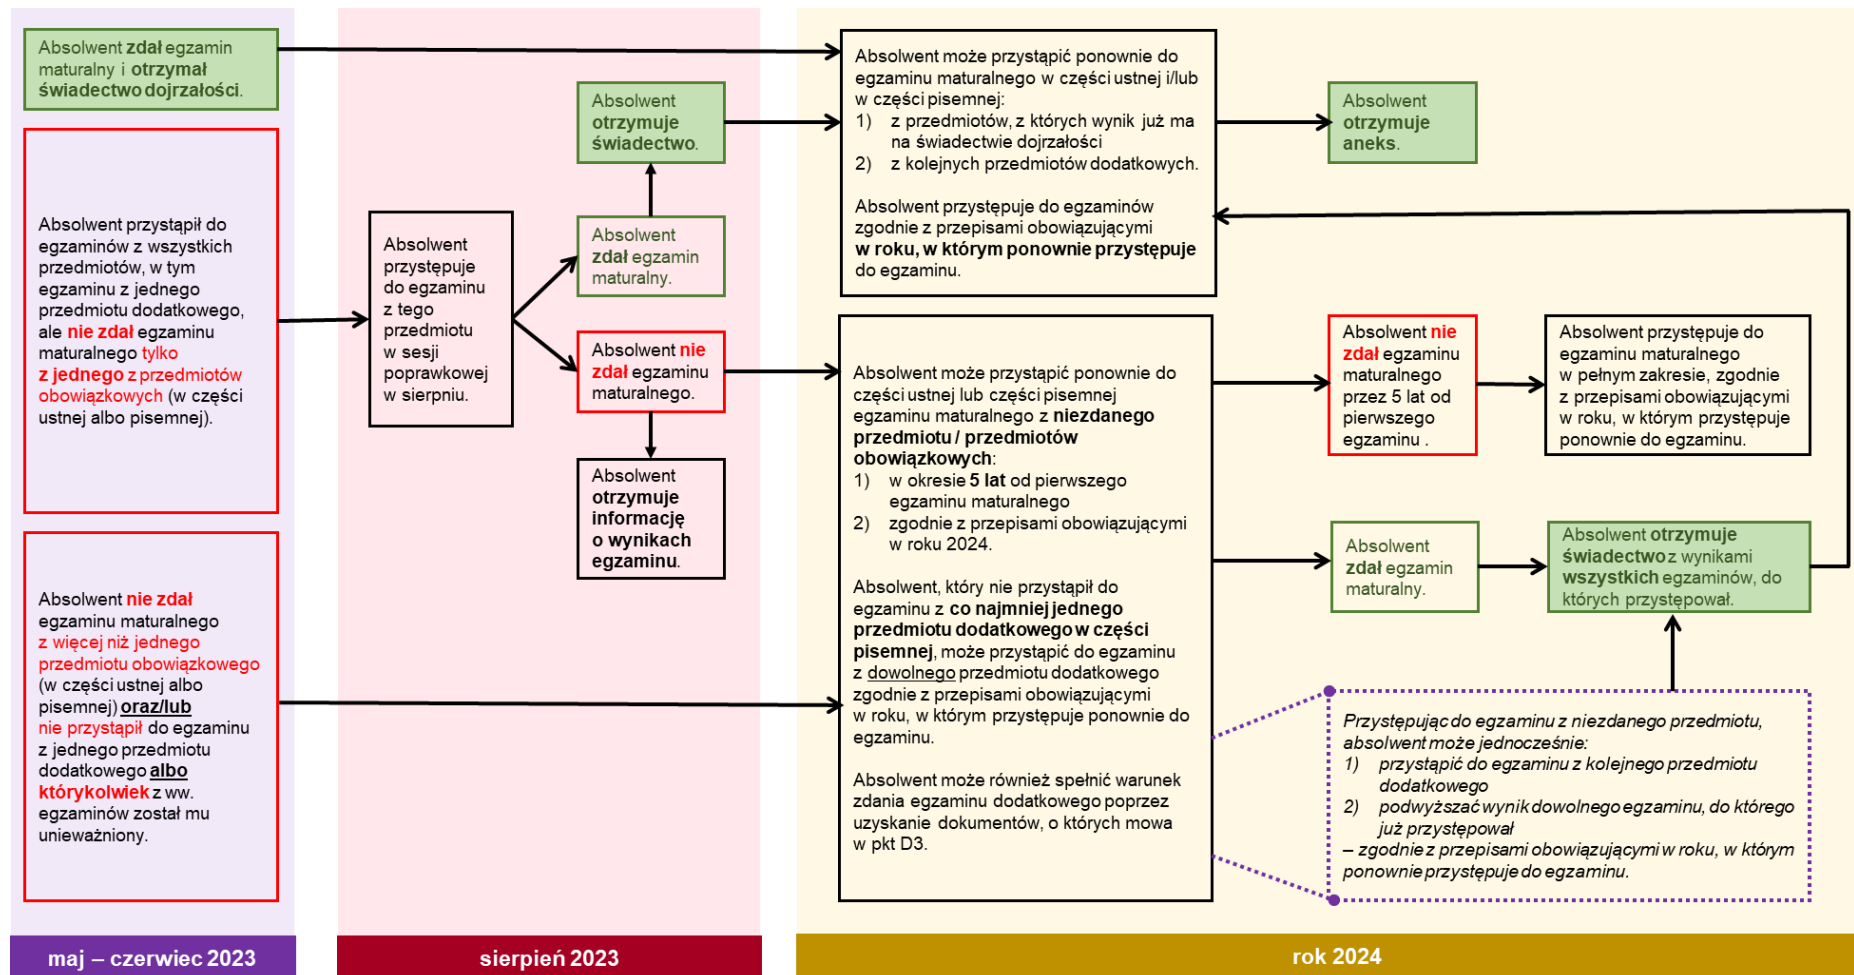 Absolwent zdał egzamin
maturalny i otrzymał
świadectwo dojrzałości.
Absolwent przystąpił do
egzaminów z wszystkich
przedmiotów, w tym
egzaminu z jednego
przedmiotu dodatkowego,
ale nie zdał egzaminu
maturalnego tylko
z jednego z przedmiotów
obowiązkowych (w części
ustnej albo pisemnej).
Absolwent nie zdał
egzaminu maturalnego
z więcej niż jednego
przedmiotu obowiązkowego
(w części ustnej albo
pisemnej) oraz/lub
nie przystąpił do egzaminu
z jednego przedmiotu
dodatkowego albo
którykolwiek z ww.
egzaminów został mu
unieważniony.
maj – czerwiec 2023
Absolwent
przystępuje
do egzaminu
z tego
przedmiotu
w sesji
poprawkowej
w sierpniu.
Absolwent
otrzymuje
świadectwo.
Absolwent
zdał egzamin
maturalny.
Absolwent nie
zdał egzaminu
maturalnego.
Absolwent
otrzymuje
informację
o wynikach
egzaminu.
sierpień 2023
Absolwent może przystąpić ponownie do
egzaminu maturalnego w części ustnej i/lub
w części pisemnej:
1) z przedmiotów, z których wynik już ma
na świadectwie dojrzałości
2) z kolejnych przedmiotów dodatkowych.
Absolwent przystępuje do egzaminów
zgodnie z przepisami obowiązującymi
w roku, w którym ponownie przystępuje
do egzaminu.
Absolwent
otrzymuje
aneks.
Absolwent może przystąpić ponownie do
części ustnej lub części pisemnej
egzaminu maturalnego z niezdanego
przedmiotu / przedmiotów
obowiązkowych:
1) w okresie 5 lat od pierwszego
egzaminu maturalnego
2) zgodnie z przepisami obowiązującymi
w roku 2024.
Absolwent, który nie przystąpił do
egzaminu z co najmniej jednego
przedmiotu dodatkowego w części
pisemnej, może przystąpić do egzaminu
z dowolnego przedmiotu dodatkowego
zgodnie z przepisami obowiązującymi
w roku, w którym przystępuje ponownie do
egzaminu.
Absolwent może również spełnić warunek
zdania egzaminu dodatkowego poprzez
uzyskanie dokumentów, o których mowa
w pkt D3.
Absolwent nie
zdał egzaminu
maturalnego
przez 5 lat od
pierwszego
egzaminu .
Absolwent przystępuje do
egzaminu maturalnego
w pełnym zakresie, zgodnie
z przepisami obowiązującymi
w roku, w którym przystępuje
ponownie do egzaminu.
Absolwent
zdał egzamin
maturalny.
Absolwent otrzymuje
świadectwo z wynikami
wszystkich egzaminów, do
których przystępował.
Przystępując do egzaminu z niezdanego przedmiotu,
absolwent może jednocześnie:
1) przystąpić do egzaminu z kolejnego przedmiotu
dodatkowego
2) podwyższać wynik dowolnego egzaminu, do którego
już przystępował
– zgodnie z przepisami obowiązującymi w roku, w którym
ponownie przystępuje do egzaminu.
rok 2024